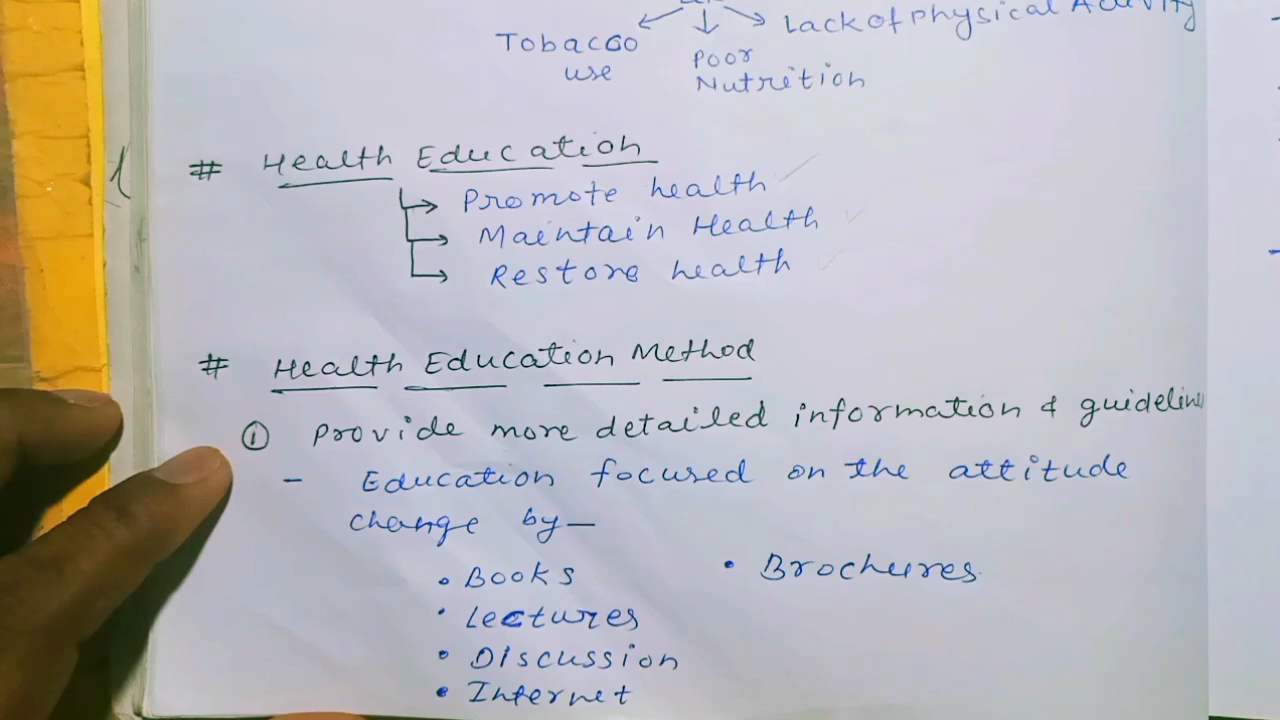 Lack of Physical Activity
Tobacco
use
Poor
Nutrition
# Health Education
Promote health
Maintain Health
Restore health
# Health Education Method
① Provide more detailed information & guideline
- Education focused on the attitude
change by—
• Books
• Brochures
• Lectures
• Discussion
• Internet